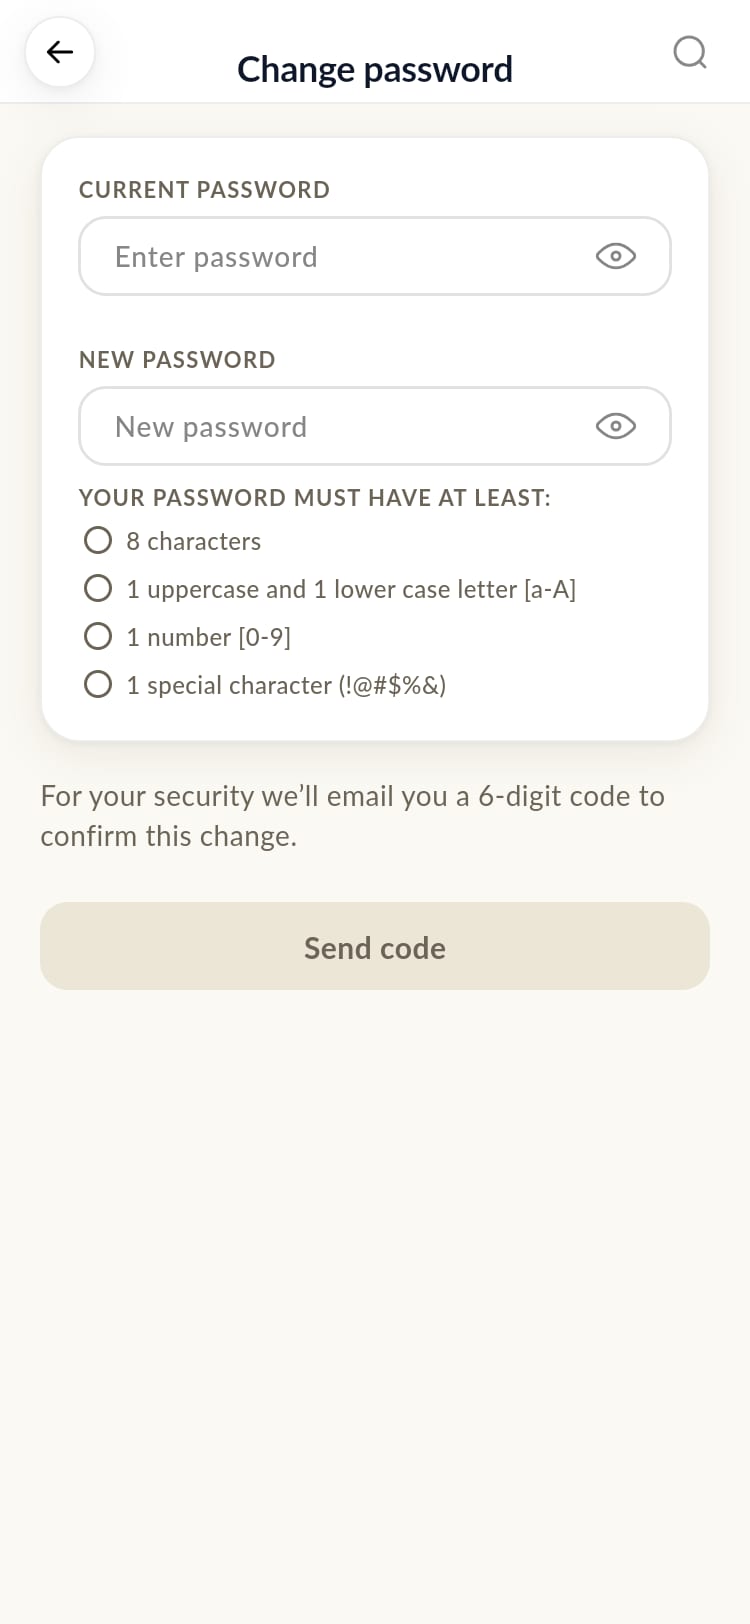 Change password
CURRENT PASSWORD
Enter password
NEW PASSWORD
New password
YOUR PASSWORD MUST HAVE AT LEAST:
8 characters
1 uppercase and 1 lower case letter [a-A]
1 number [0-9]
1 special character (!@#$%&)
For your security we’ll email you a 6-digit code to
confirm this change.
Send code